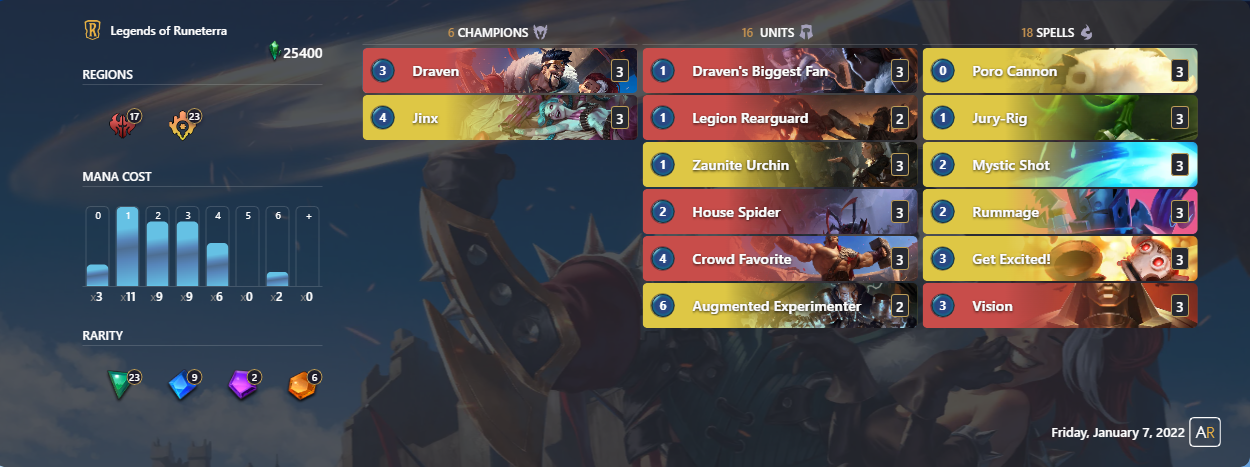 Legends of Runeterra
25400
REGIONS
17 23
MANA COST
0 1 2 3 4 5 6 +
x3 x11 x9 x9 x6 x0 x2 x0
RARITY
23 9 2 6
6 CHAMPIONS
3 Draven 3
4 Jinx 3
16 UNITS
1 Draven's Biggest Fan 3
1 Legion Rearguard 2
1 Zaunite Urchin 3
2 House Spider 3
4 Crowd Favorite 3
6 Augmented Experimenter 2
18 SPELLS
0 Poro Cannon 3
1 Jury-Rig 3
2 Mystic Shot 3
2 Rummage 3
3 Get Excited! 3
3 Vision 3
Friday, January 7, 2022 AR